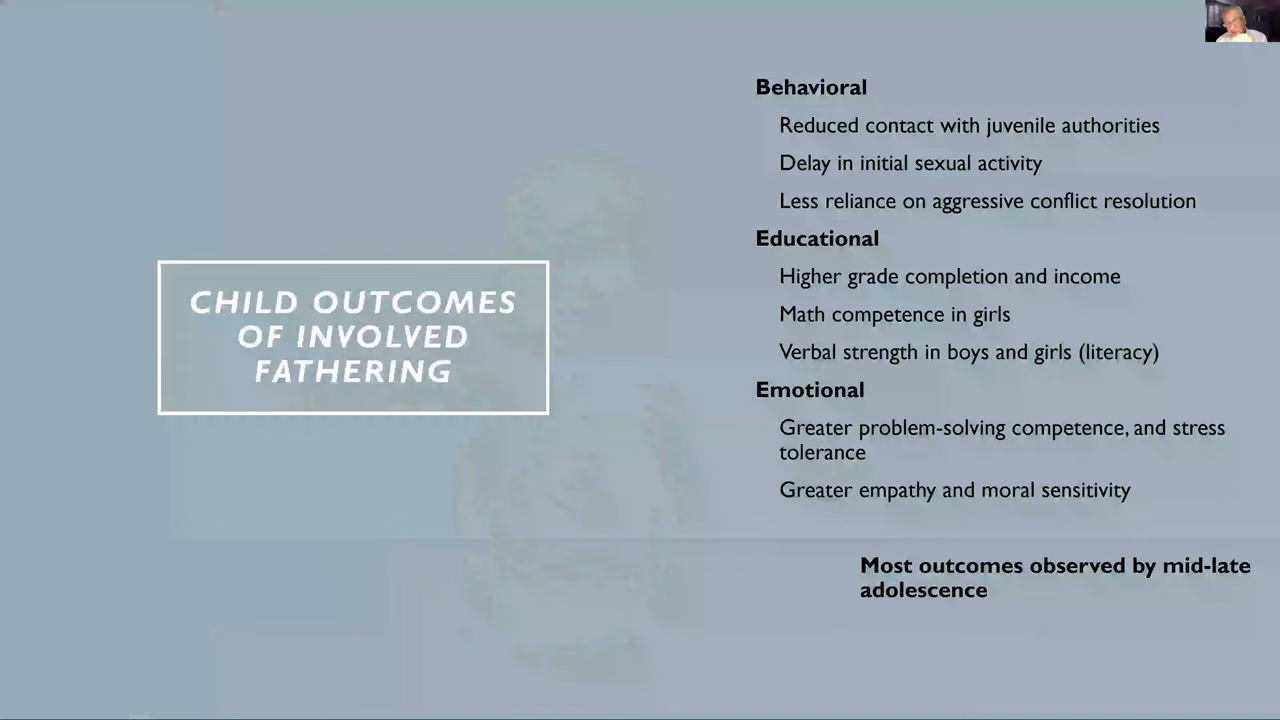 CHILD OUTCOMES
OF INVOLVED
FATHERING
Behavioral
Reduced contact with juvenile authorities
Delay in initial sexual activity
Less reliance on aggressive conflict resolution
Educational
Higher grade completion and income
Math competence in girls
Verbal strength in boys and girls (literacy)
Emotional
Greater problem-solving competence, and stress
tolerance
Greater empathy and moral sensitivity
Most outcomes observed by mid-late
adolescence